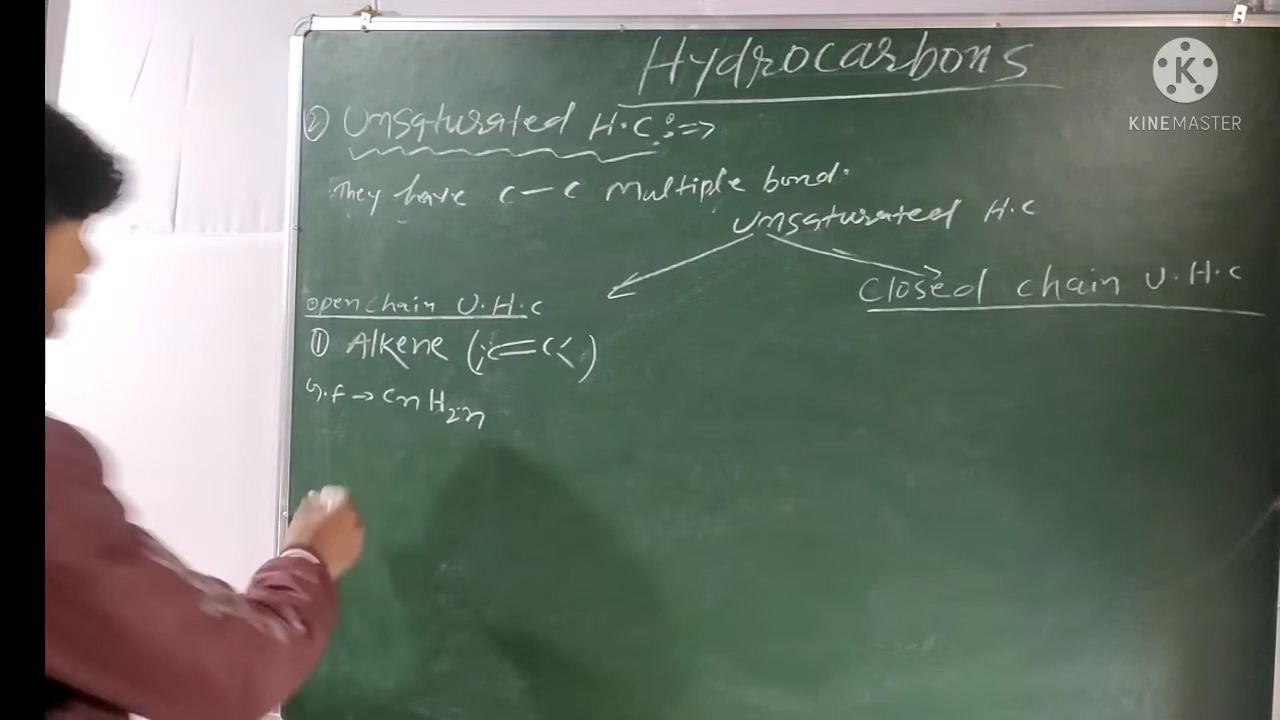 Hydrocarbons
② Unsaturated H.C :=>
They have C — C Multiple bond.
Unsaturated H.C
Open chain U.H.C
Closed chain U.H.C
① Alkene (>C=C<)
G.F → CnH2n
K
KINEMASTER